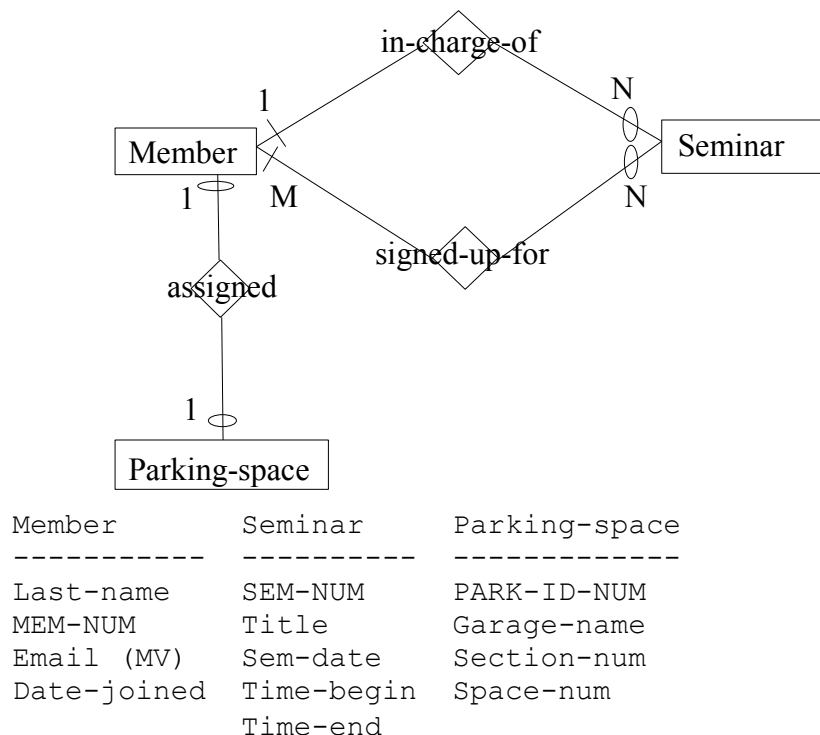 in-charge-of
1
N
Member
Seminar
1
M
N
signed-up-for
assigned
1
Parking-space
Member Seminar Parking-space
----------- ---------- -------------
Last-name SEM-NUM PARK-ID-NUM
MEM-NUM Title Garage-name
Email (MV) Sem-date Section-num
Date-joined Time-begin Space-num
Time-end